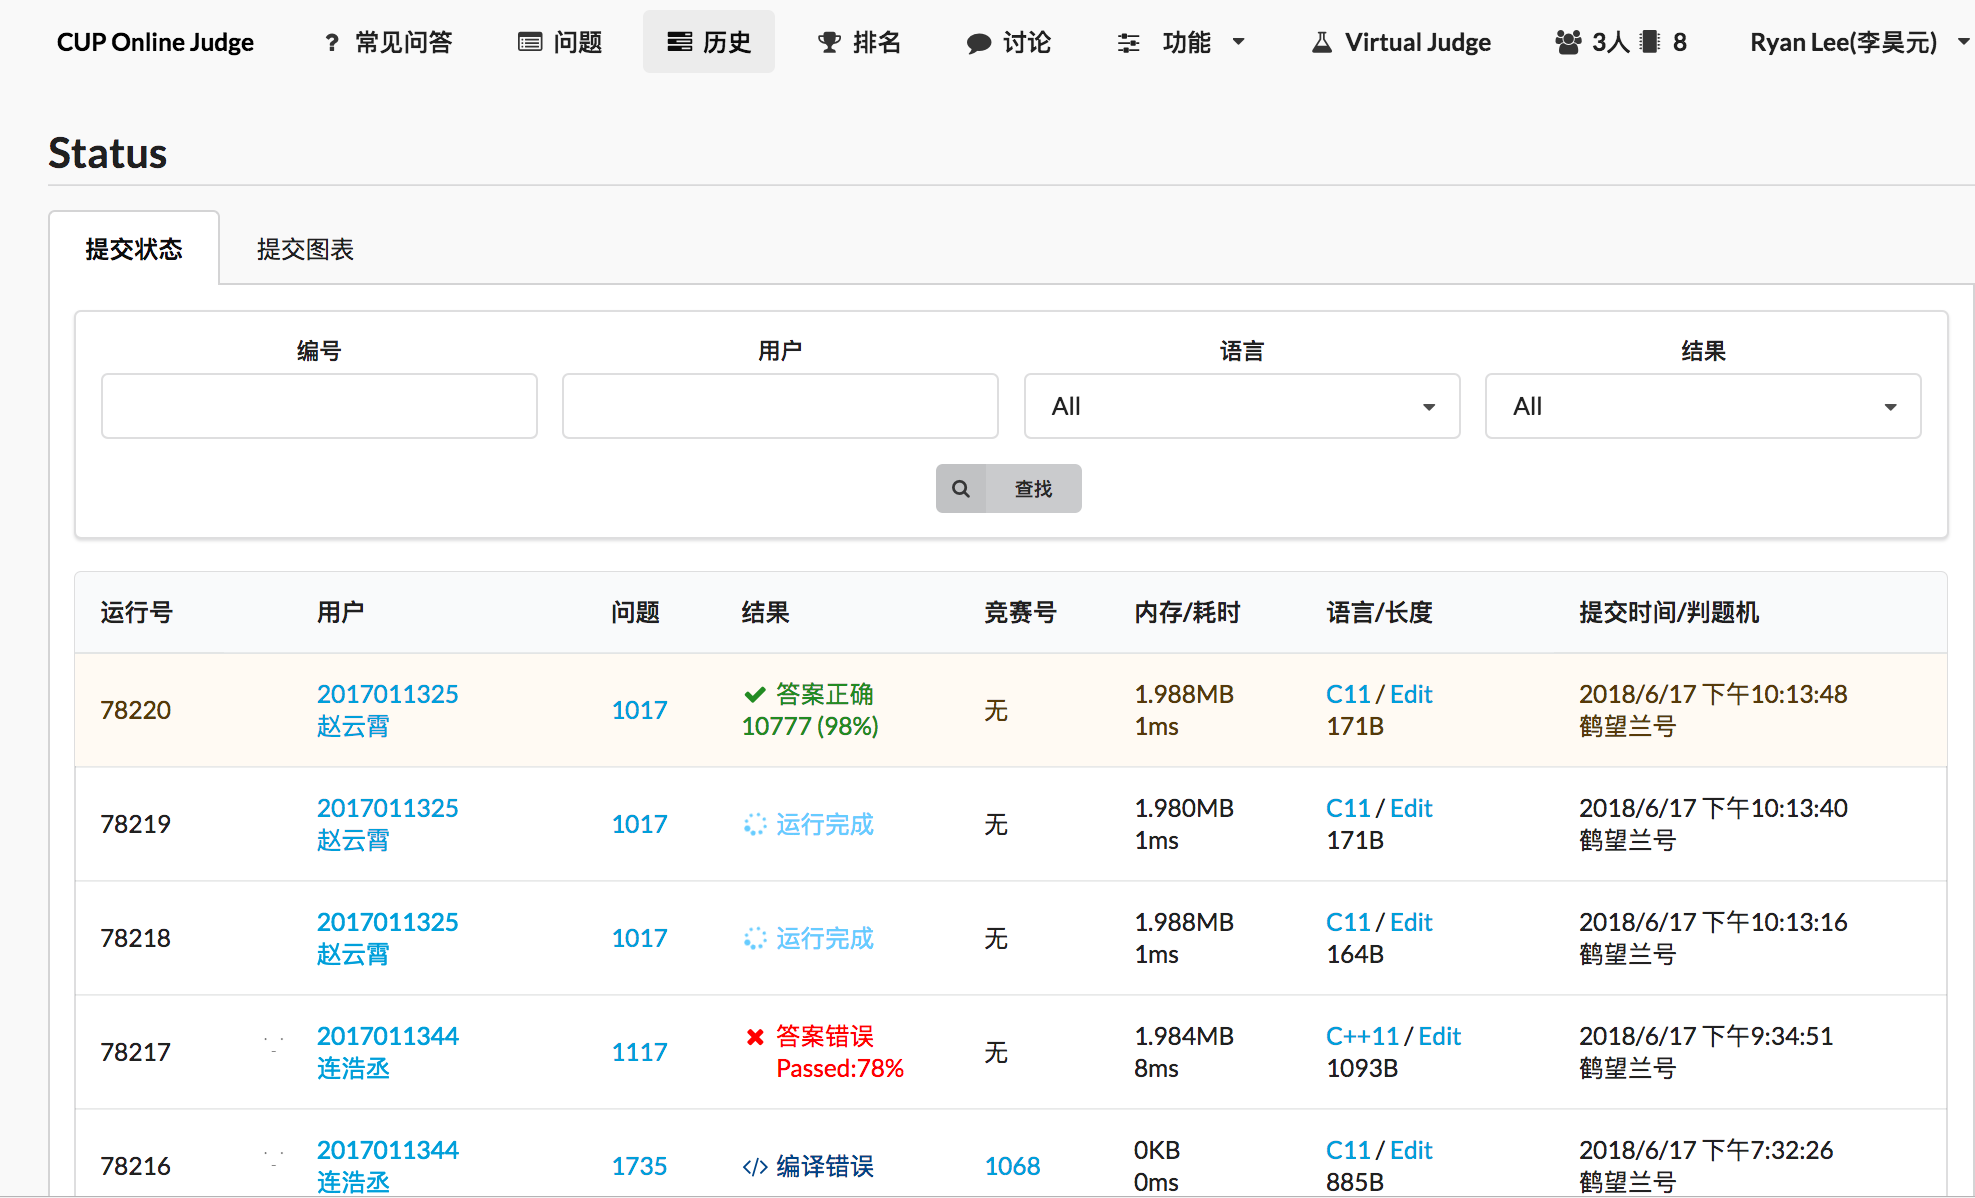 CUP Online Judge ? 常见问答 问题 历史 排名 讨论 功能 Virtual Judge 3人 8 Ryan Lee(李昊元)
Status
提交状态 提交图表
编号 用户 语言 结果
All All
查找
运行号 用户 问题 结果 竞赛号 内存/耗时 语言/长度 提交时间/判题机
78220 2017011325 赵云霄 1017 答案正确 10777 (98%) 无 1.988MB 1ms C11 / Edit 171B 2018/6/17 下午10:13:48 鹤望兰号
78219 2017011325 赵云霄 1017 运行完成 无 1.980MB 1ms C11 / Edit 171B 2018/6/17 下午10:13:40 鹤望兰号
78218 2017011325 赵云霄 1017 运行完成 无 1.988MB 1ms C11 / Edit 164B 2018/6/17 下午10:13:16 鹤望兰号
78217 2017011344 连浩丞 1117 答案错误 Passed:78% 无 1.984MB 8ms C++11 / Edit 1093B 2018/6/17 下午9:34:51 鹤望兰号
78216 2017011344 连浩丞 1735 </> 编译错误 1068 0KB 0ms C11 / Edit 885B 2018/6/17 下午7:32:26 鹤望兰号